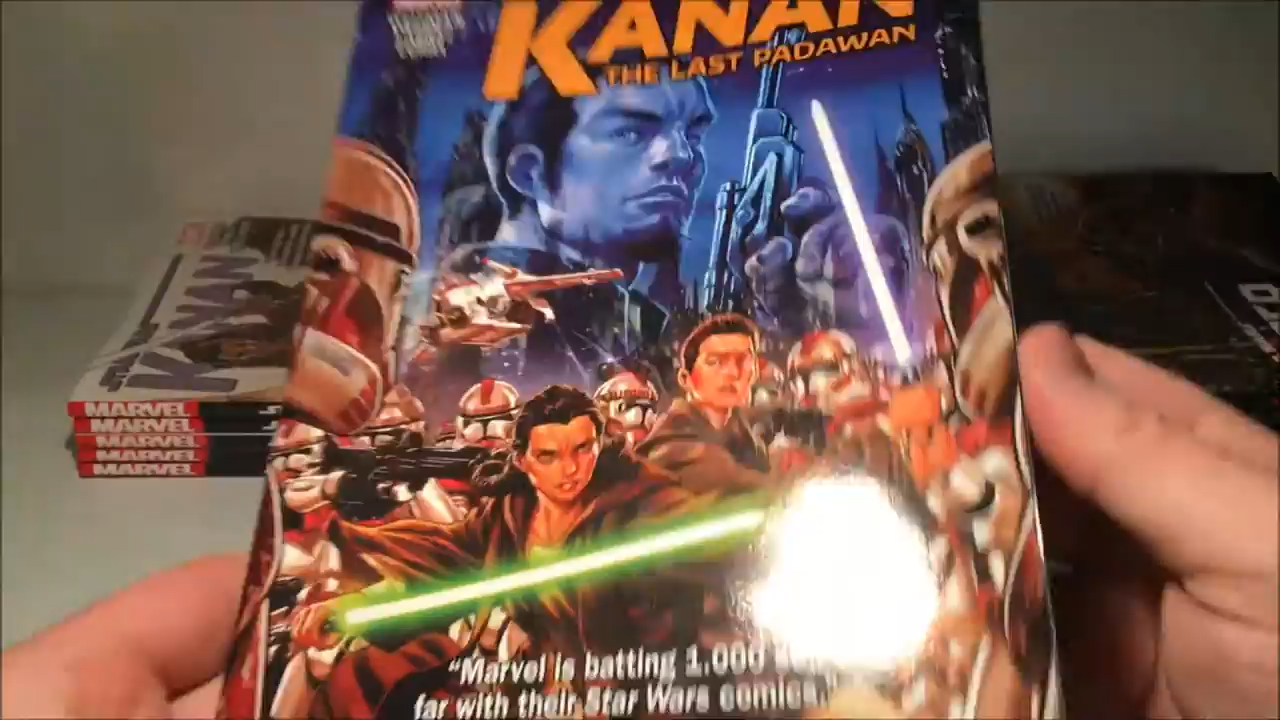 KANAN
THE LAST PADAWAN
KANAN
MARVEL
MARVEL
MARVEL
MARVEL
MARVEL
"Marvel is batting 1.000
far with their Star Wars comics.